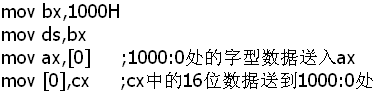 mov bx,1000H
mov ds,bx
mov ax,[0] ;1000:0处的字型数据送入ax
mov [0],cx ;cx中的16位数据送到1000:0处